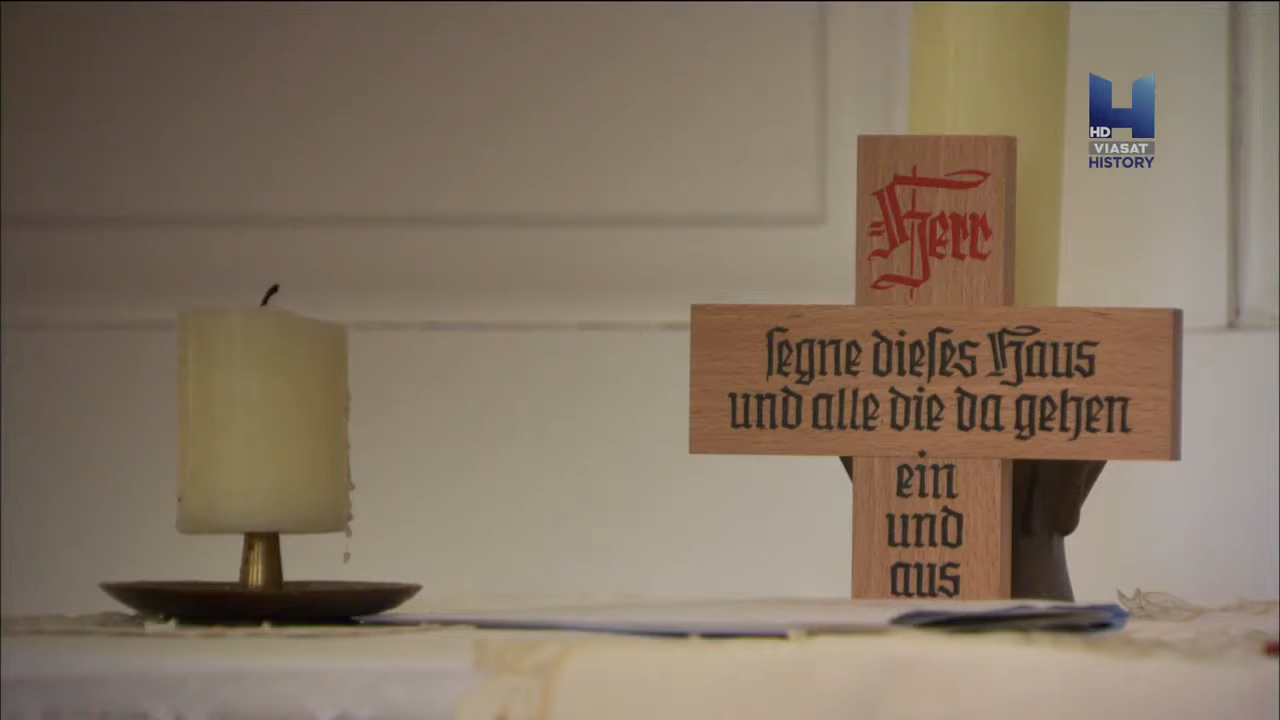 HD
VIASAT
HISTORY
Herr
ſegne dieſes Haus
und alle die da gehen
ein
und
aus